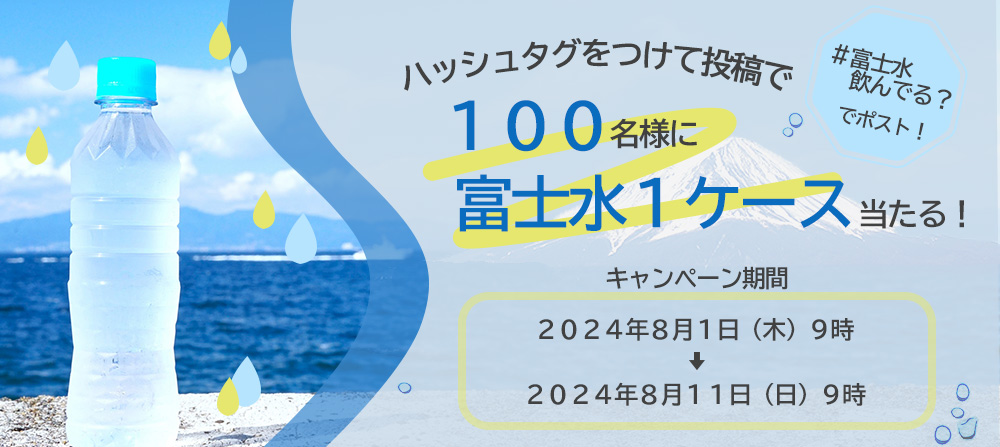 ハッシュタグをつけて投稿で
１００名様に
富士水１ケース当たる！
＃富士水
飲んでる？
でポスト！
キャンペーン期間
２０２４年８月１日（木）９時
２０２４年８月１１日（日）９時